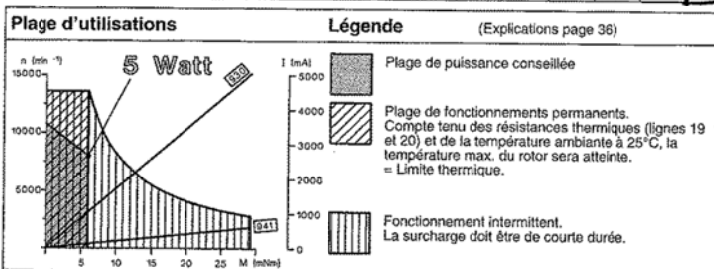 Plage d'utilisations
Légende (Explications page 36)
n (min ⁻¹)
15000
10000
5000
5 Watt
930
941
I (mA)
5000
4000
3000
2000
1000
0
5 10 15 20 25 M (mNm)
Plage de puissance conseillée
Plage de fonctionnements permanents.
Compte tenu des résistances thermiques (lignes 19
et 20) et de la température ambiante à 25°C, la
température max. du rotor sera atteinte.
= Limite thermique.
Fonctionnement intermittent.
La surcharge doit être de courte durée.